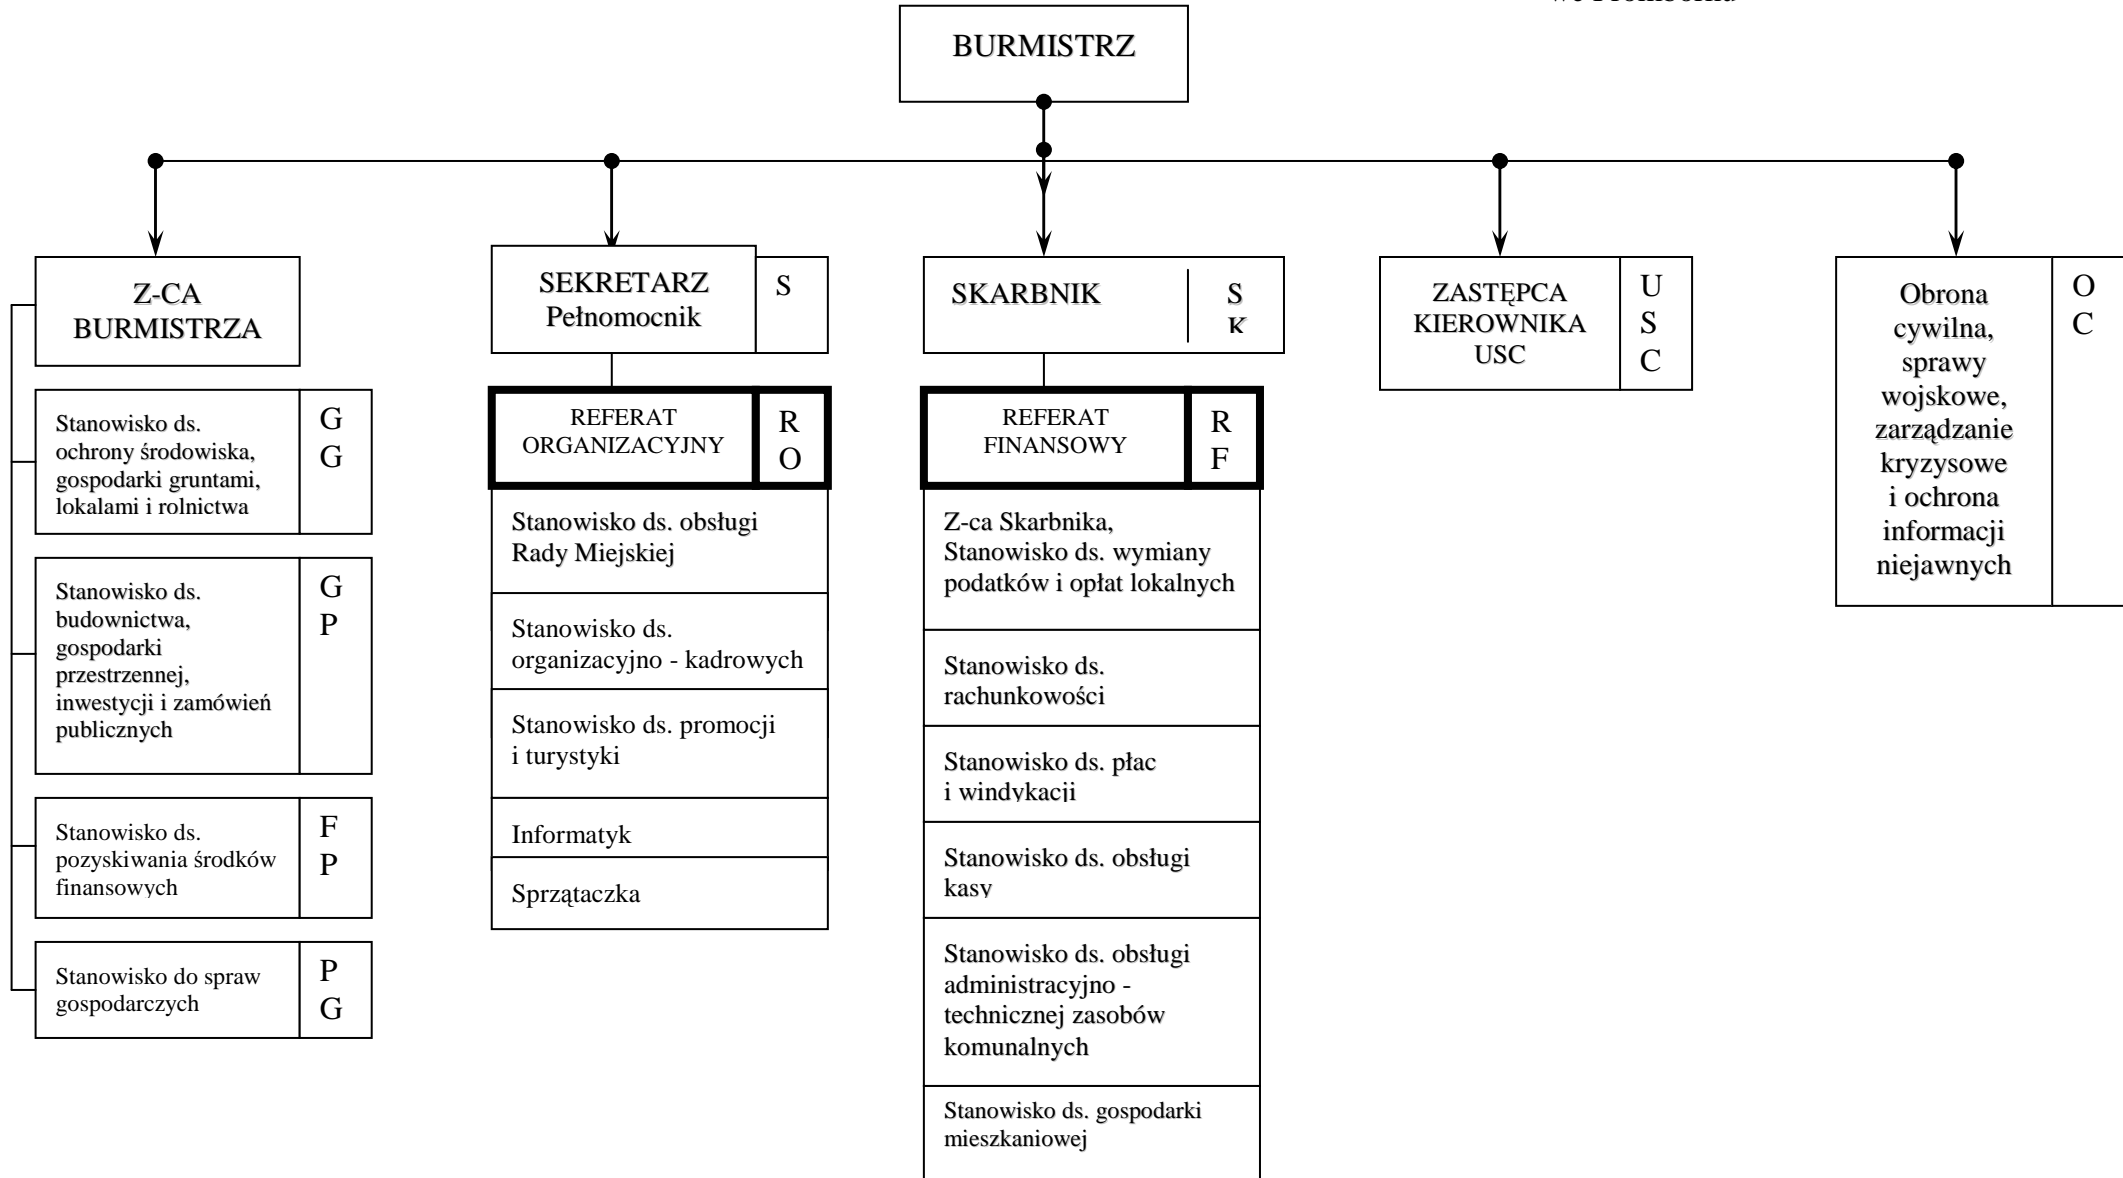 BURMISTRZ
Z-CA
BURMISTRZA
Stanowisko ds.
ochrony środowiska,
gospodarki gruntami,
lokalami i rolnictwa
G
G
Stanowisko ds.
budownictwa,
gospodarki
przestrzennej,
inwestycji i zamówień
publicznych
G
P
Stanowisko ds.
pozyskiwania środków
finansowych
F
P
Stanowisko do spraw
gospodarczych
P
G
SEKRETARZ
Pełnomocnik
S
REFERAT
ORGANIZACYJNY
R
O
Stanowisko ds. obsługi
Rady Miejskiej
Stanowisko ds.
organizacyjno - kadrowych
Stanowisko ds. promocji
i turystyki
Informatyk
Sprzątaczka
SKARBNIK
S
K
REFERAT
FINANSOWY
R
F
Z-ca Skarbnika,
Stanowisko ds. wymiany
podatków i opłat lokalnych
Stanowisko ds.
rachunkowości
Stanowisko ds. płac
i windykacji
Stanowisko ds. obsługi
kasy
Stanowisko ds. obsługi
administracyjno -
technicznej zasobów
komunalnych
Stanowisko ds. gospodarki
mieszkaniowej
ZASTĘPCA
KIEROWNIKA
USC
U
S
C
Obrona
cywilna,
sprawy
wojskowe,
zarządzanie
kryzysowe
i ochrona
informacji
niejawnych
O
C